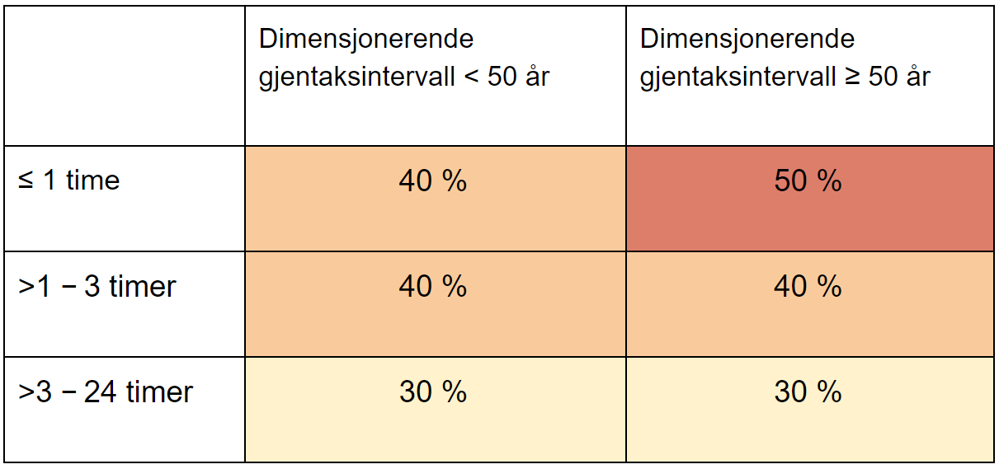 Dimensjonerende
gjentaksintervall < 50 år
Dimensjonerende
gjentaksintervall ≥ 50 år
≤ 1 time
40 %
50 %
>1 – 3 timer
40 %
40 %
>3 – 24 timer
30 %
30 %